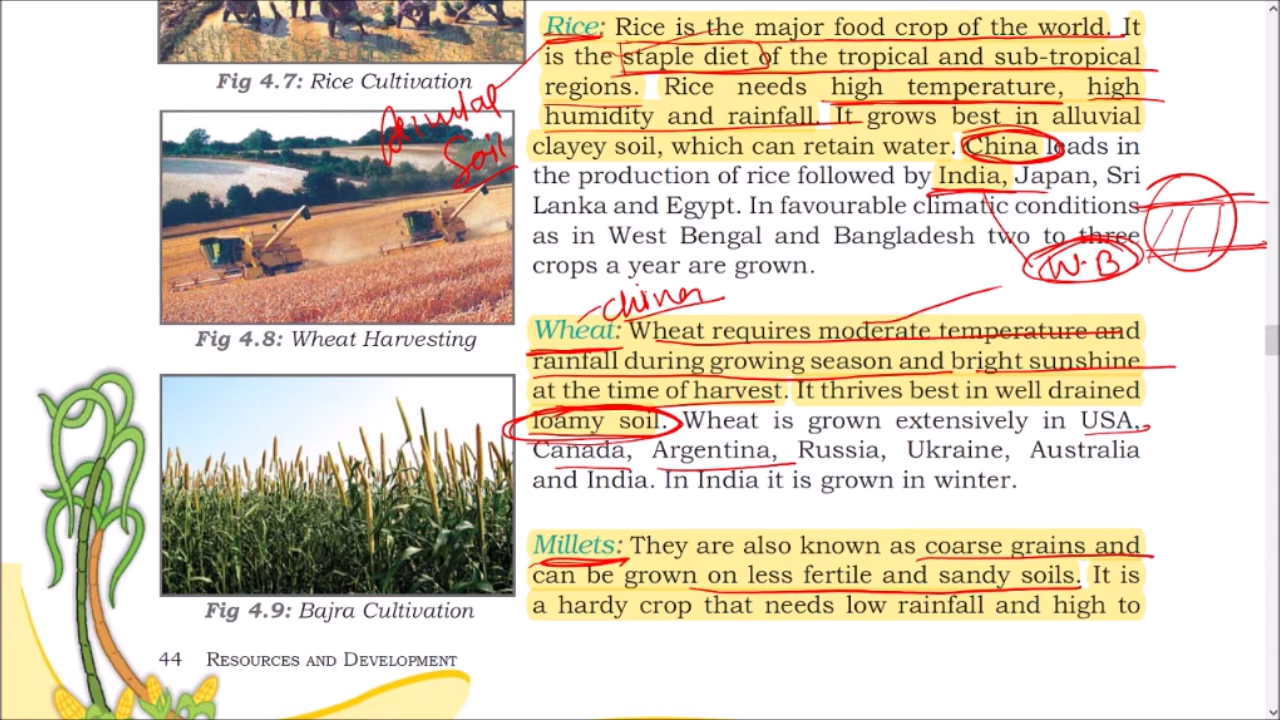 Fig 4.7: Rice Cultivation
Fig 4.8: Wheat Harvesting
Fig 4.9: Bajra Cultivation
44 RESOURCES AND DEVELOPMENT
Rice: Rice is the major food crop of the world. It
is the staple diet of the tropical and sub-tropical
regions. Rice needs high temperature, high
humidity and rainfall. It grows best in alluvial
clayey soil, which can retain water. China leads in
the production of rice followed by India, Japan, Sri
Lanka and Egypt. In favourable climatic conditions
as in West Bengal and Bangladesh two to three
crops a year are grown.
Soil
W.B
China
Wheat: Wheat requires moderate temperature and
rainfall during growing season and bright sunshine
at the time of harvest. It thrives best in well drained
loamy soil. Wheat is grown extensively in USA,
Canada, Argentina, Russia, Ukraine, Australia
and India. In India it is grown in winter.
Millets: They are also known as coarse grains and
can be grown on less fertile and sandy soils. It is
a hardy crop that needs low rainfall and high to